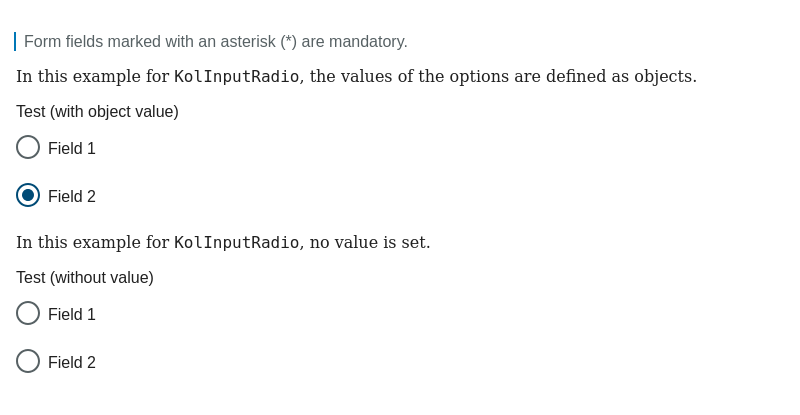 Form fields marked with an asterisk (*) are mandatory.
In this example for KolInputRadio, the values of the options are defined as objects.
Test (with object value)
Field 1
Field 2
In this example for KolInputRadio, no value is set.
Test (without value)
Field 1
Field 2